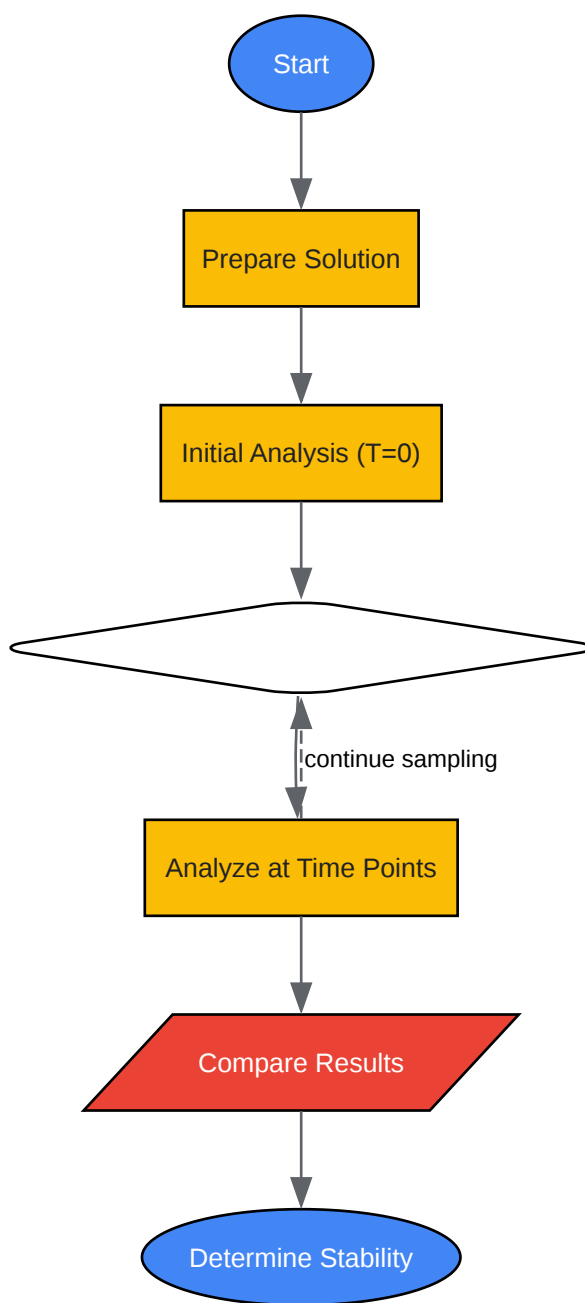 Start
Prepare Solution
Initial Analysis (T=0)
continue sampling
Analyze at Time Points
Compare Results
Determine Stability